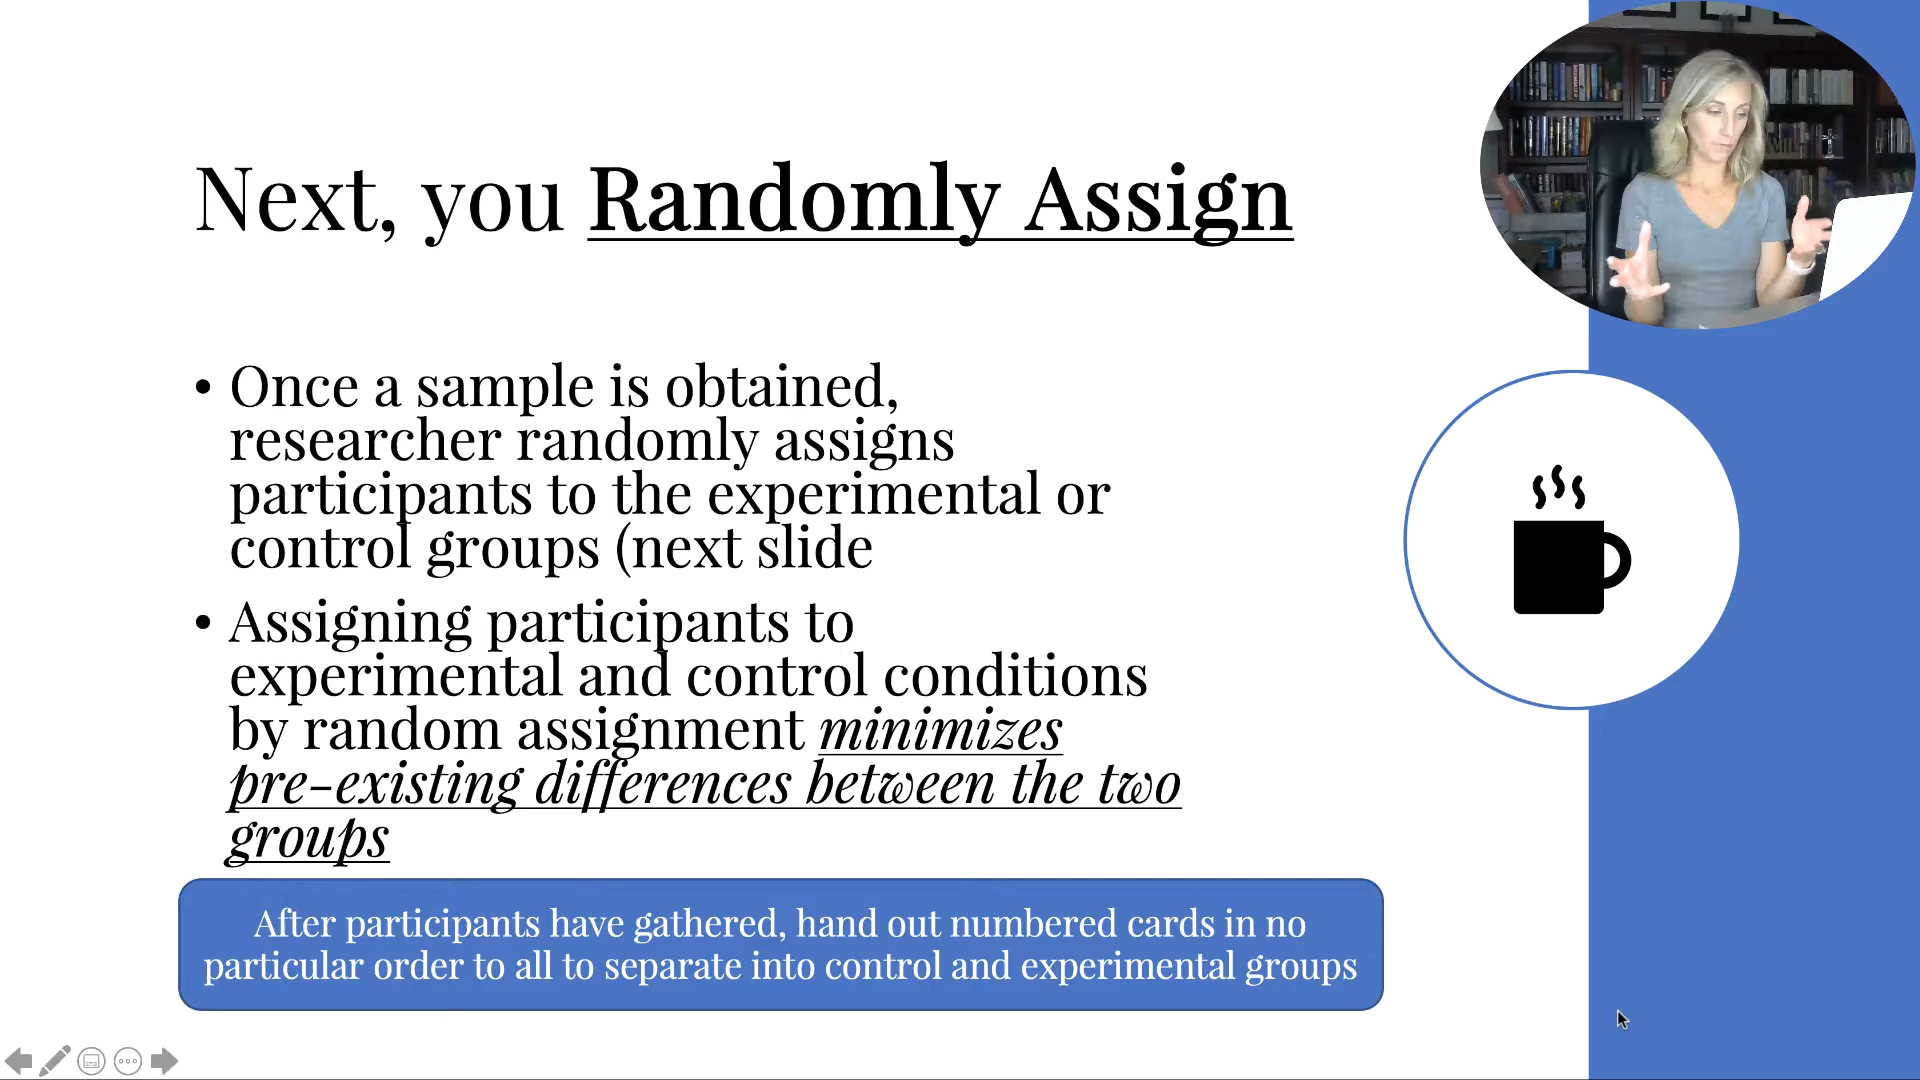 Next, you Randomly Assign
• Once a sample is obtained,
researcher randomly assigns
participants to the experimental or
control groups (next slide
• Assigning participants to
experimental and control conditions
by random assignment minimizes
pre-existing differences between the two
groups
After participants have gathered, hand out numbered cards in no
particular order to all to separate into control and experimental groups